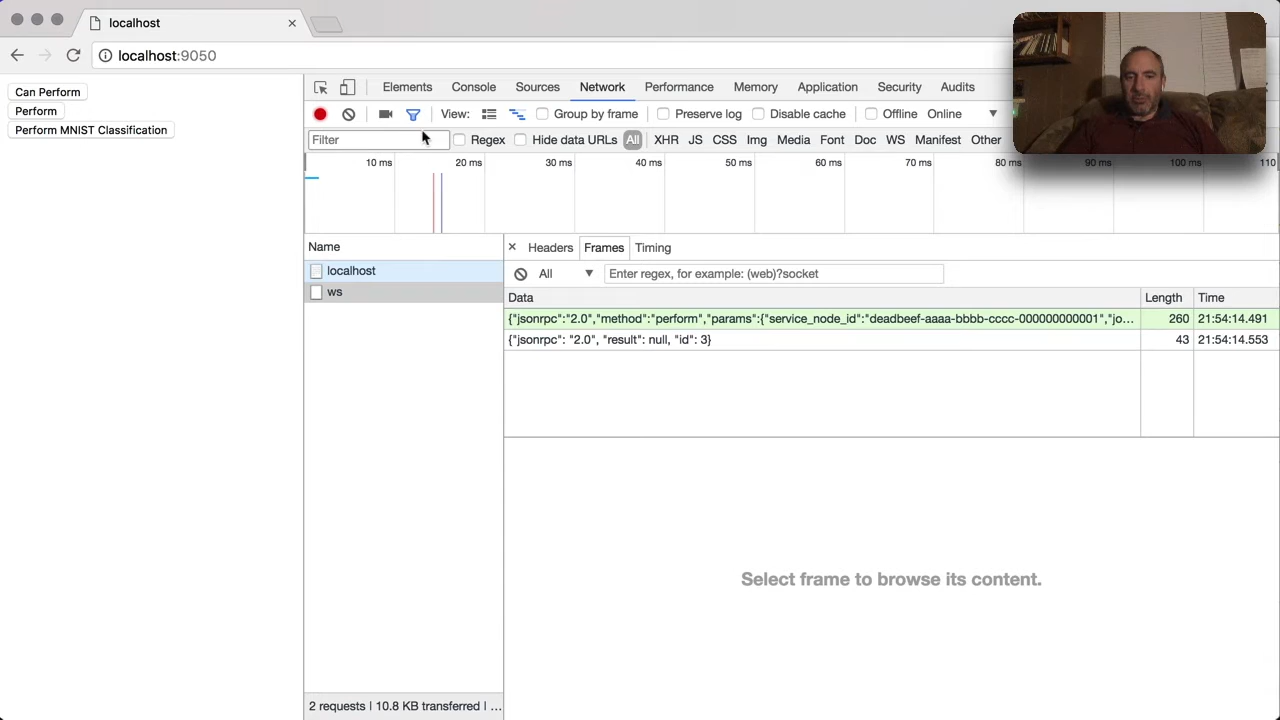 localhost
localhost:9050
Can Perform
Perform
Perform MNIST Classification
Elements Console Sources Network Performance Memory Application Security Audits
View: Group by frame Preserve log Disable cache Offline Online
Filter Regex Hide data URLs All XHR JS CSS Img Media Font Doc WS Manifest Other
10 ms 20 ms 30 ms 40 ms 50 ms 60 ms 70 ms 80 ms 90 ms 100 ms 110
Name
localhost
ws
Headers Frames Timing
All Enter regex, for example: (web)?socket
Data Length Time
{"jsonrpc":"2.0","method":"perform","params":{"service_node_id":"deadbeef-aaaa-bbbb-cccc-000000000001","jo... 260 21:54:14.491
{"jsonrpc": "2.0", "result": null, "id": 3} 43 21:54:14.553
Select frame to browse its content.
2 requests | 10.8 KB transferred | ...